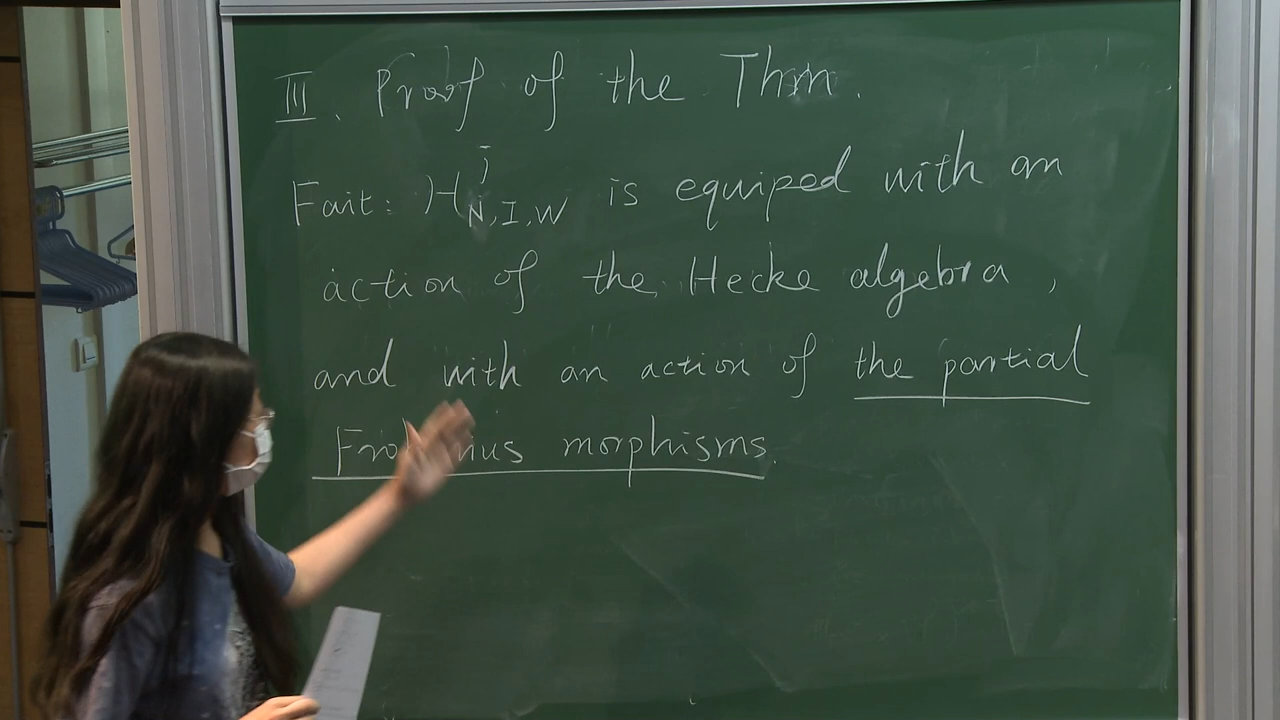 III. Proof of the Thm.
Fait: H^j_{N,I,W} is equiped with an
action of the Hecke algebra,
and with an action of the partial
morphisms.